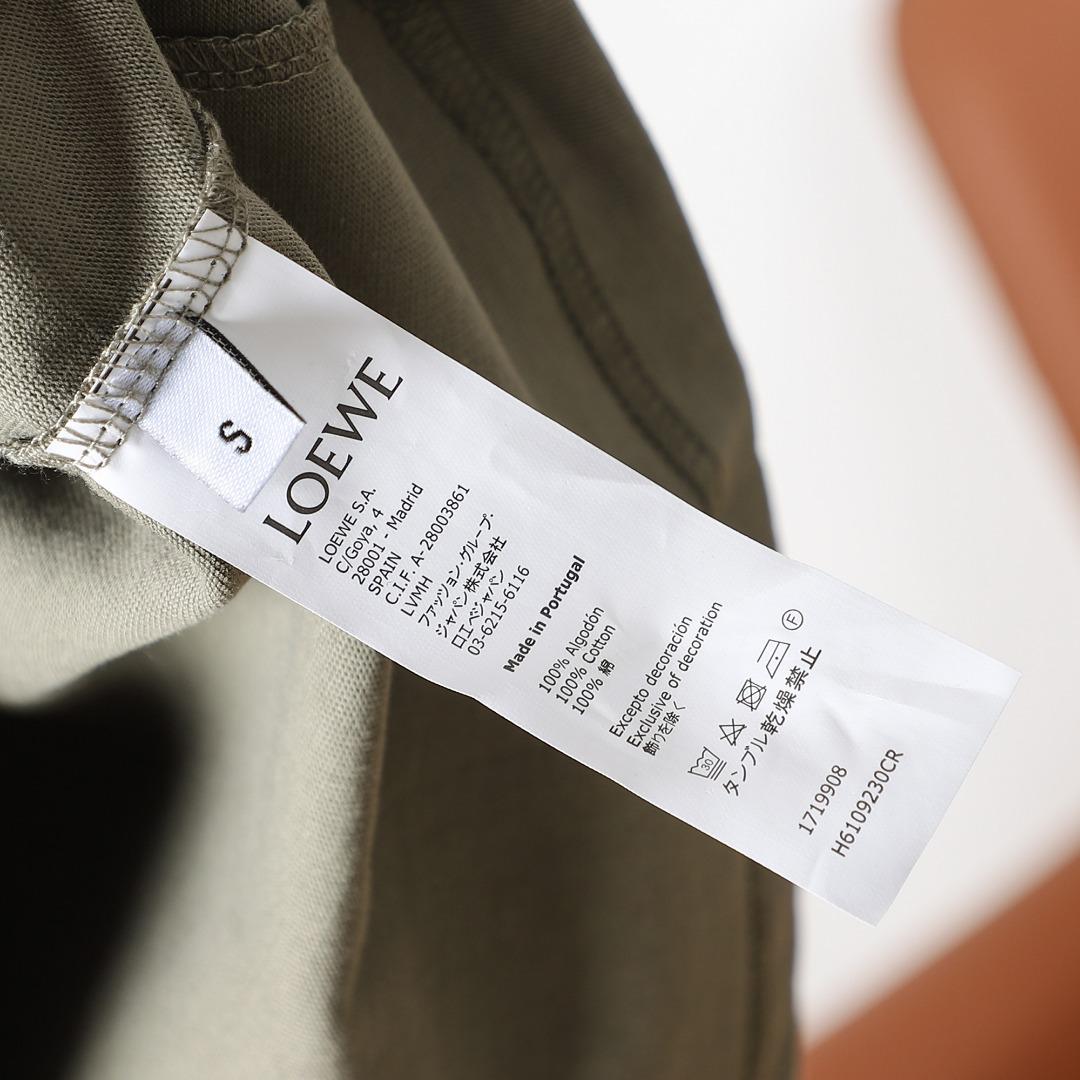 S
LOEWE
LOEWE S.A.
C/Goya, 4
28001 - Madrid
SPAIN
C.I.F. A-28003861
LVMH
ファッション・グループ・
ジャパン株式会社
ロエベジャパン
03-6215-6116
Made in Portugal
100% Algodón
100% Cotton
100% 綿
Excepto decoración
Exclusive of decoration
飾りを除く
30 F
タンブル乾燥禁止
1719908
H6109230CR